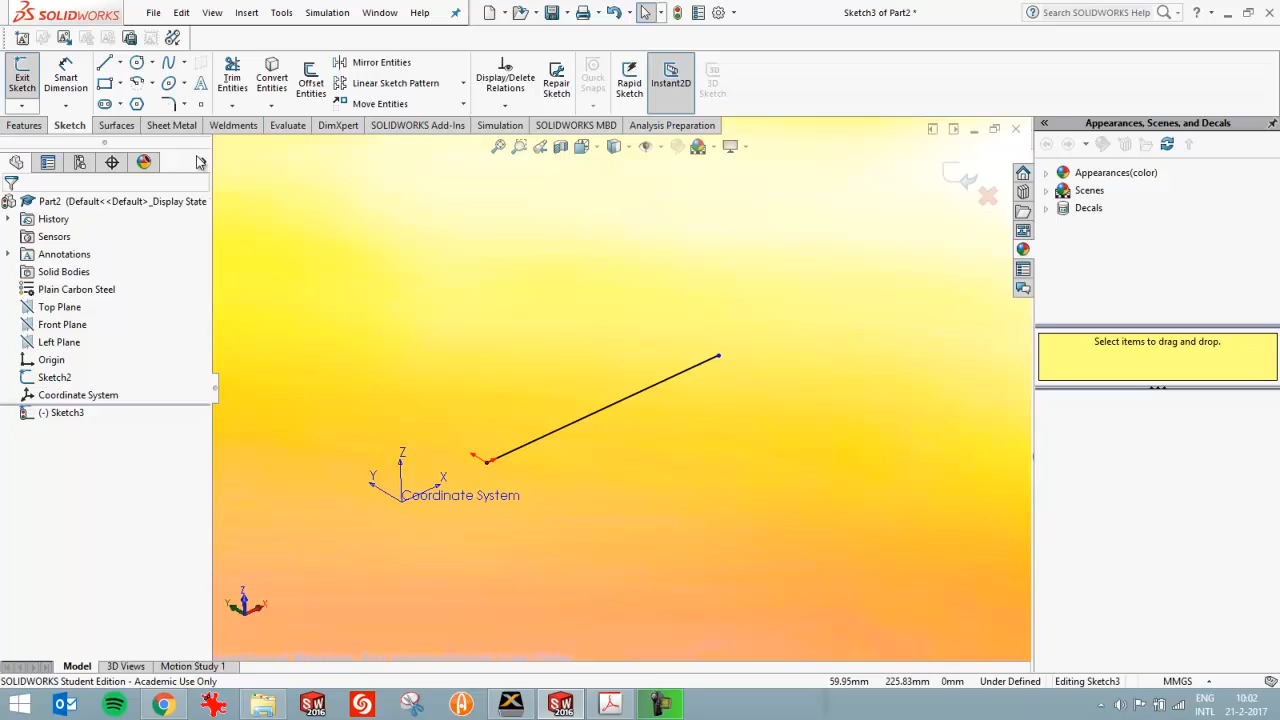 SOLIDWORKS File Edit View Insert Tools Simulation Window Help Sketch3 of Part2 * Search SOLIDWORKS Help
Exit Sketch
Smart Dimension
Trim Entities
Convert Entities
Offset Entities
Mirror Entities
Linear Sketch Pattern
Move Entities
Display/Delete Relations
Repair Sketch
Quick Snaps
Rapid Sketch
Instant2D
3D Sketch
Features Sketch Surfaces Sheet Metal Weldments Evaluate DimXpert SOLIDWORKS Add-Ins Simulation SOLIDWORKS MBD Analysis Preparation
Appearances, Scenes, and Decals
Part2 (Default<<Default>_Display State
History
Sensors
Annotations
Solid Bodies
Plain Carbon Steel
Top Plane
Front Plane
Left Plane
Origin
Sketch2
Coordinate System
(-) Sketch3
Z
Y
X
Coordinate System
Z
Y
X
Appearances(color)
Scenes
Decals
Select items to drag and drop.
Model 3D Views Motion Study 1
SOLIDWORKS Student Edition - Academic Use Only 59.95mm 225.83mm 0mm Under Defined Editing Sketch3 MMGS
SW 2016
SW 2016
ENG 10:02
INTL 21-2-2017